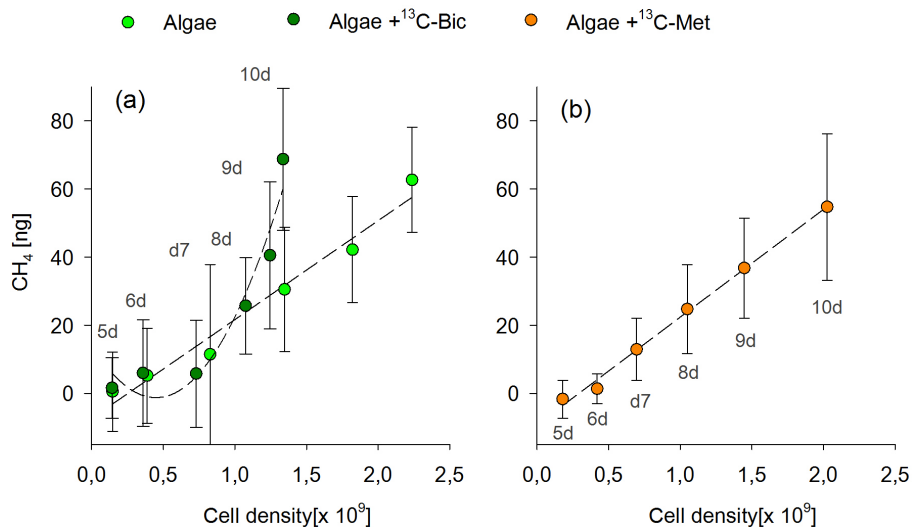 Algae
Algae +¹³C-Bic
Algae +¹³C-Met
(a)
10d
9d
8d
d7
6d
5d
80
60
40
20
0
CH₄ [ng]
0,0 0,5 1,0 1,5 2,0 2,5
Cell density[x 10⁹]
(b)
5d
6d
d7
8d
9d
10d
80
60
40
20
0
0,0 0,5 1,0 1,5 2,0 2,5
Cell density[x 10⁹]